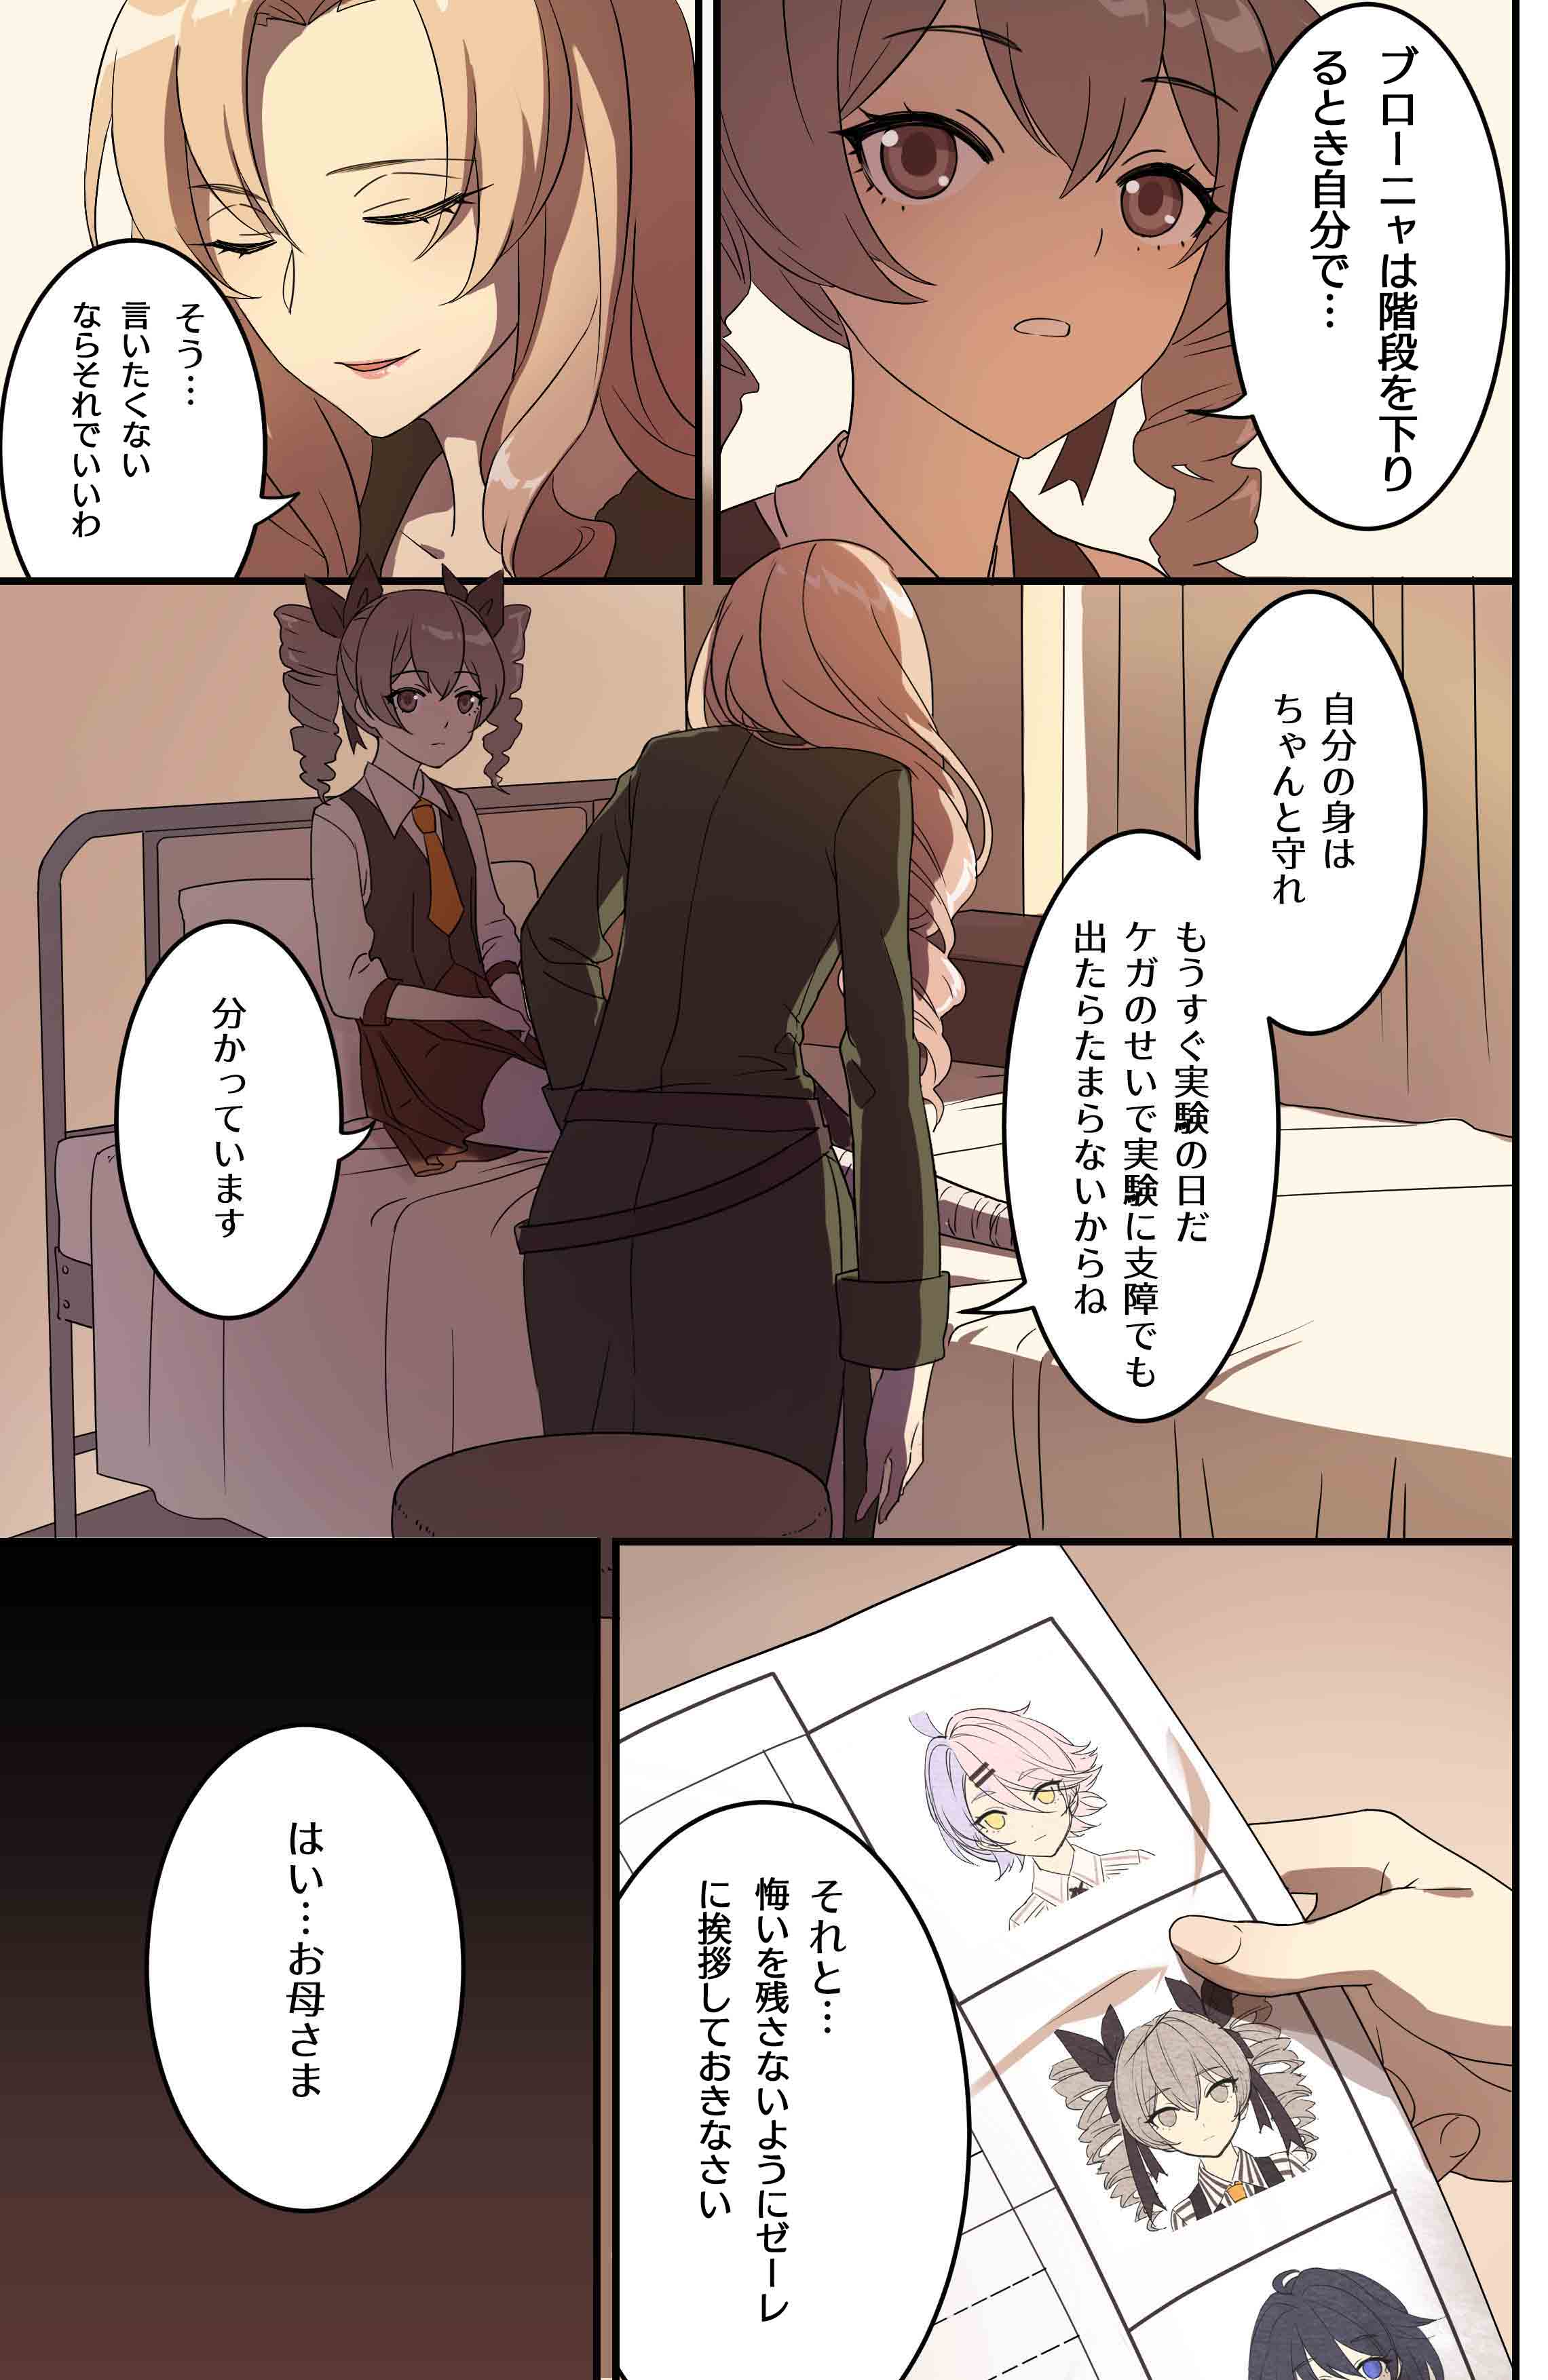 ブローニャは階段を下り
るとき自分で…
そう…
言いたくない
ならそれでいいわ
自分の身は
ちゃんと守れ
もうすぐ実験の日だ
ケガのせいで実験に支障でも
出たらたまらないからね
分かっています
それと…
悔いを残さないようにゼーレ
に挨拶しておきなさい
はい…お母さま